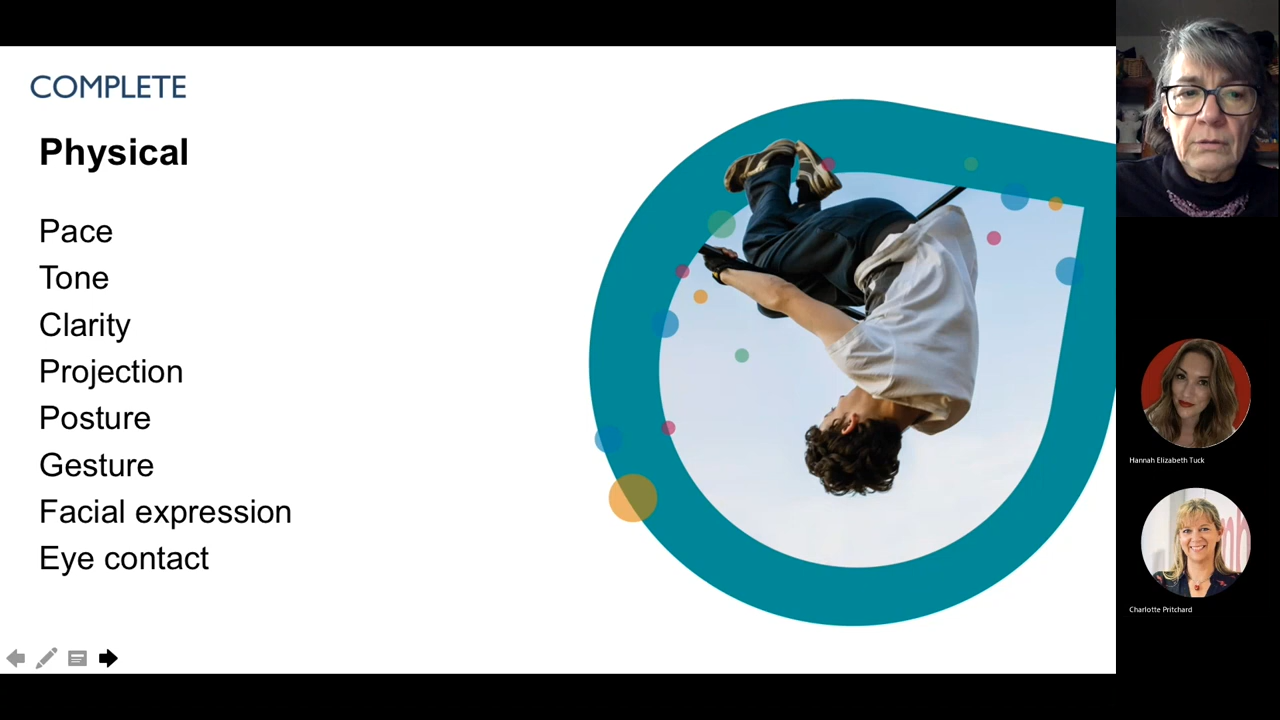 COMPLETE
Physical
Pace
Tone
Clarity
Projection
Posture
Gesture
Facial expression
Eye contact
Hannah Elizabeth Tuck
Charlotte Pritchard